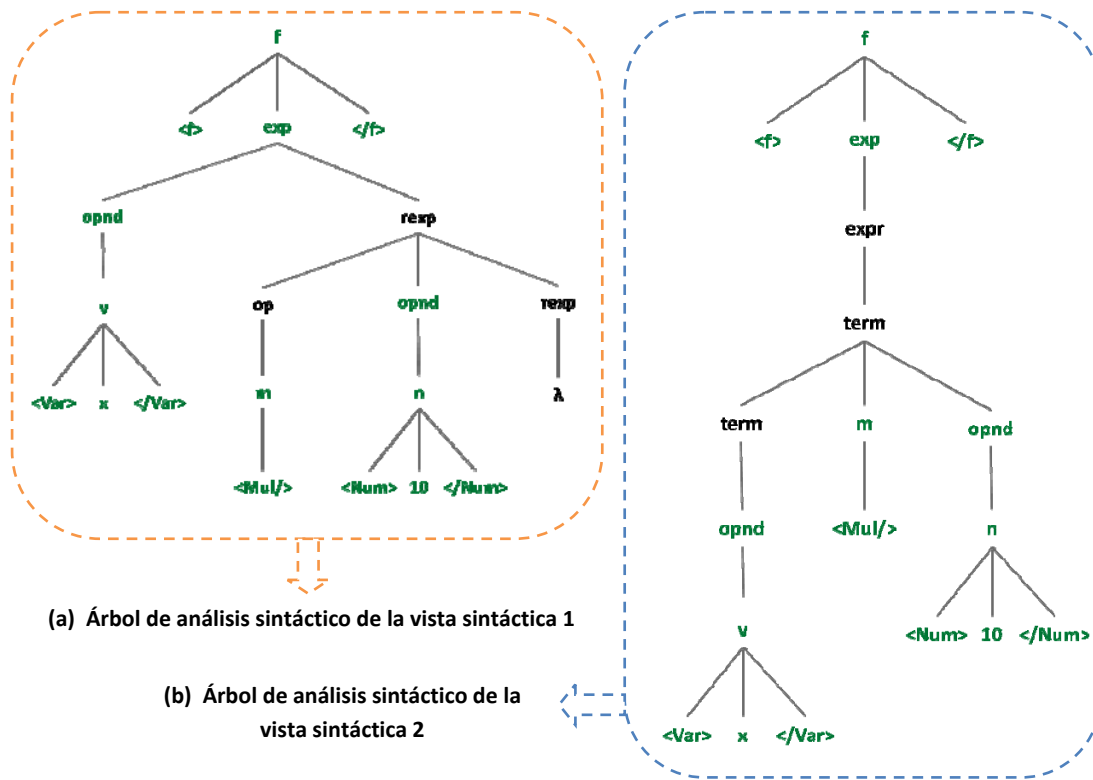 f
<f> exp </f>
opnd rexp
op opnd rexp
v
<Var> x </Var>
m n λ
<Mul/> <Num> 10 </Num>
(a) Árbol de análisis sintáctico de la vista sintáctica 1
f
<f> exp </f>
expr
term
term m opnd
opnd <Mul/> n
v <Num> 10 </Num>
<Var> x </Var>
(b) Árbol de análisis sintáctico de la
vista sintáctica 2